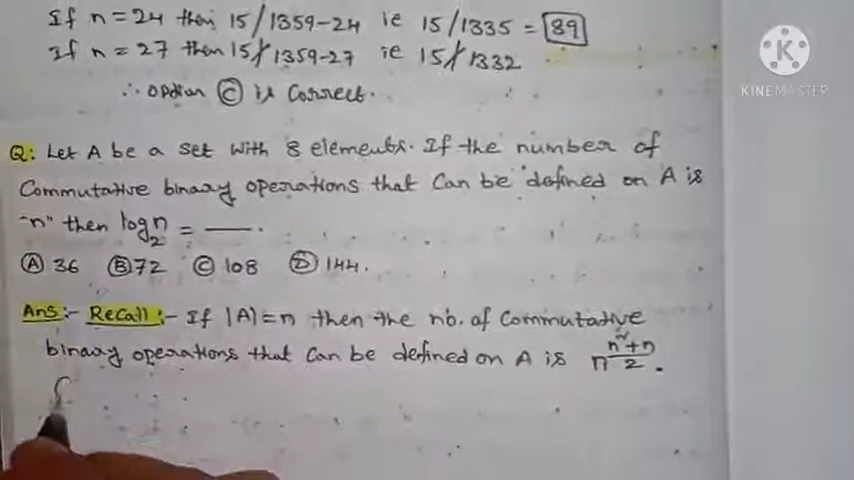 If n = 24 then 15/1359-24 ie 15/1335 = 89
If n = 27 then 15∤1359-27 ie 15∤1332
∴ option Ⓒ is Correct.
KINEMASTER
Q: Let A be a set with 8 elements. If the number of
Commutative binary operations that Can be defined on A is
"n" then log₂n = ___.
Ⓐ 36 Ⓑ 72 Ⓒ 108 Ⓓ 144.
Ans:- Recall:- If |A|=n then the no. of Commutative
binary operations that Can be defined on A is n^((n²+n)/2).